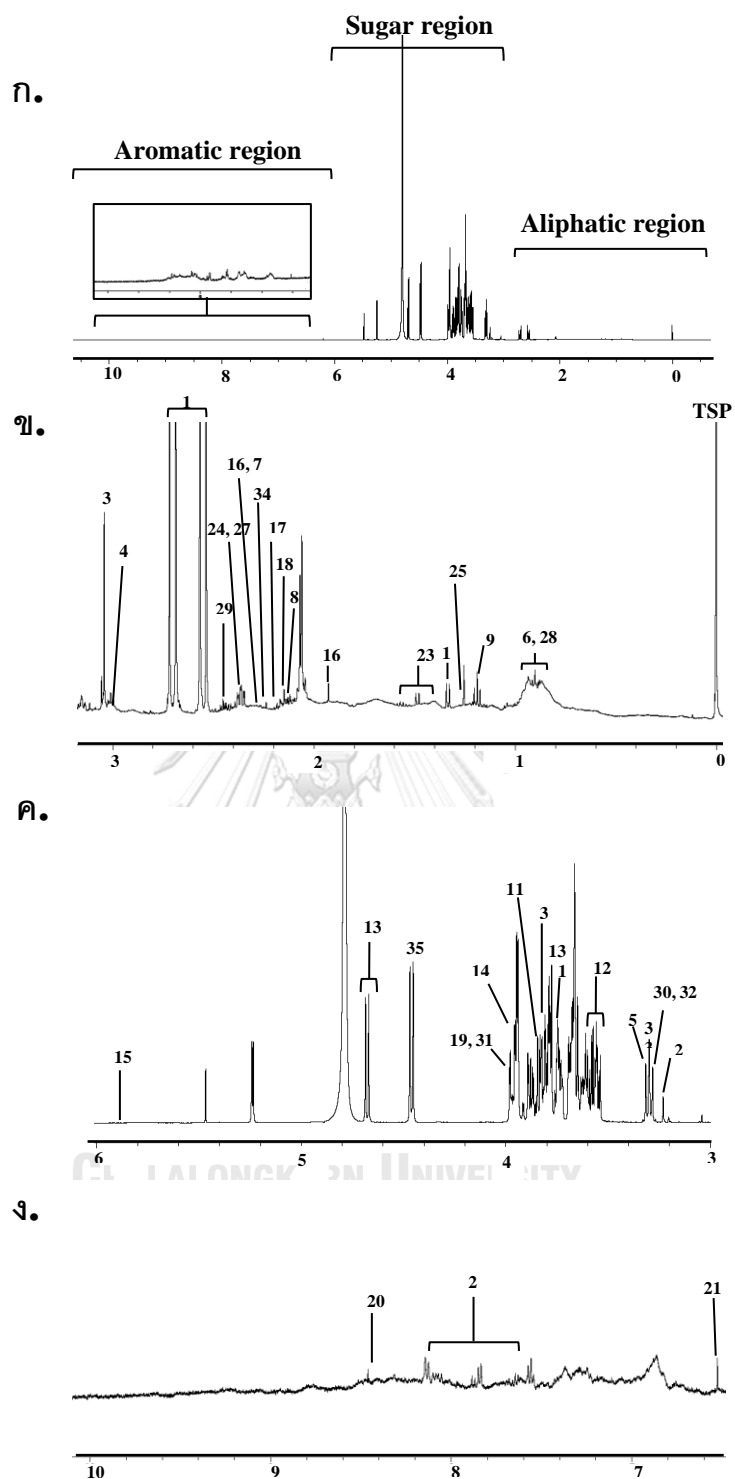 Sugar region
ก.
Aromatic region
Aliphatic region
10 8 6 4 2 0
ข.
1
TSP
3
16, 7
4
34
24, 27
17
18
25
29
8
9
6, 28
16
23
1
3 2 1 0
ค.
11
3
13
35
13
14
1
12
30, 32
19, 31
5
3
2
15
6 5 4 3
LALONGK RN UNIVERSITY
ง.
2
20
21
10 9 8 7